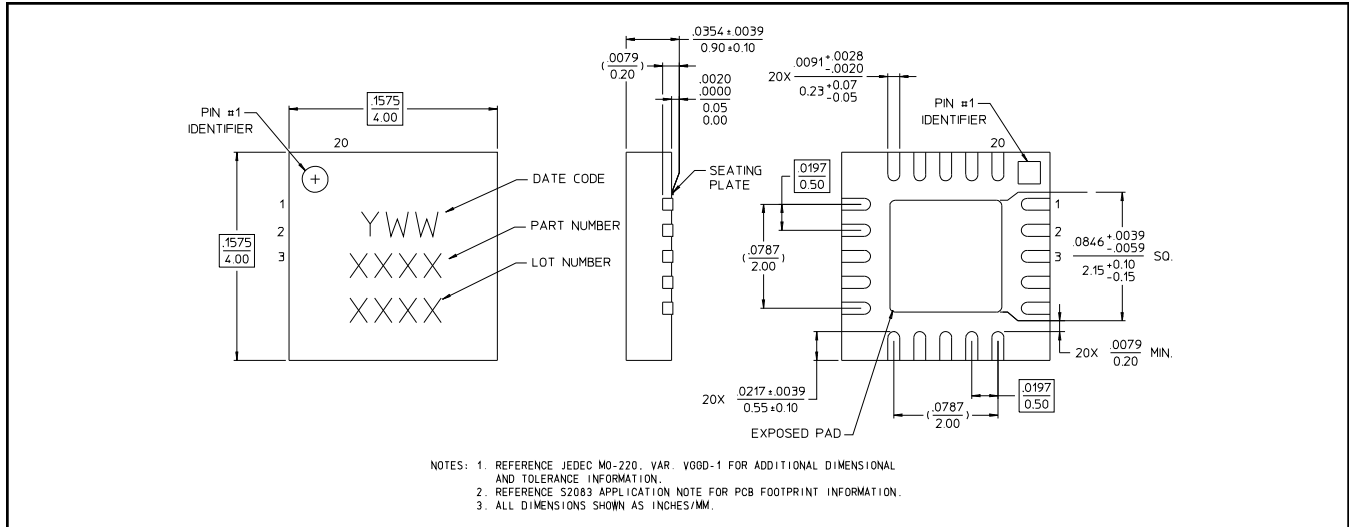 PIN #1
IDENTIFIER
.1575
4.00
20
.1575
4.00
1
2
3
YWW
XXXX
XXXX
DATE CODE
PART NUMBER
LOT NUMBER
.0354±.0039
0.90±0.10
(.0079
0.20)
.0020
.0000
0.05
0.00
SEATING
PLATE
20X .0091 +.0028
-.0020
0.23 +0.07
-0.05
PIN #1
IDENTIFIER
20
.0197
0.50
(.0787
2.00)
1
2
3
.0846 +.0039
-.0059
2.15 +0.10
-0.15
SQ.
20X .0079
0.20 MIN.
20X .0217±.0039
0.55±0.10
(.0787
2.00)
.0197
0.50
EXPOSED PAD
NOTES: 1. REFERENCE JEDEC MO-220, VAR. VGGD-1 FOR ADDITIONAL DIMENSIONAL
AND TOLERANCE INFORMATION.
2. REFERENCE S2083 APPLICATION NOTE FOR PCB FOOTPRINT INFORMATION.
3. ALL DIMENSIONS SHOWN AS INCHES/MM.